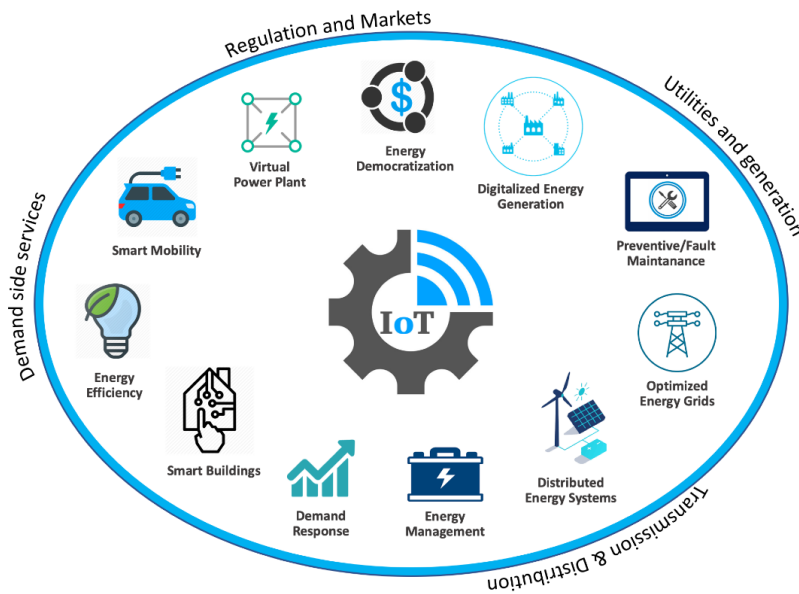 Regulation and Markets
Utilities and generation
Demand side services
Transmission & Distribution
Energy
Democratization
$
Virtual
Power Plant
Digitalized Energy
Generation
Smart Mobility
Preventive/Fault
Maintanance
IoT
Energy
Efficiency
Optimized
Energy Grids
Smart Buildings
Distributed
Energy Systems
Demand
Response
Energy
Management